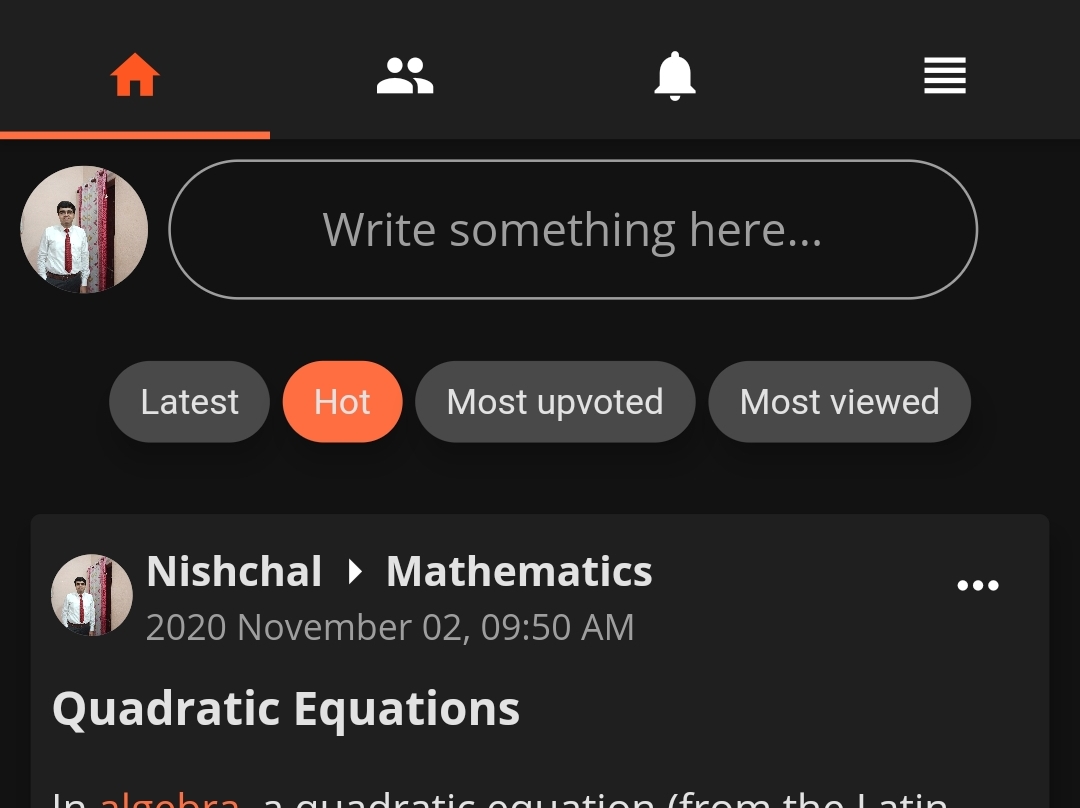 Write something here...
Latest Hot Most upvoted Most viewed
Nishchal Mathematics
2020 November 02, 09:50 AM
Quadratic Equations
In algebra, a quadratic equation (from the Latin